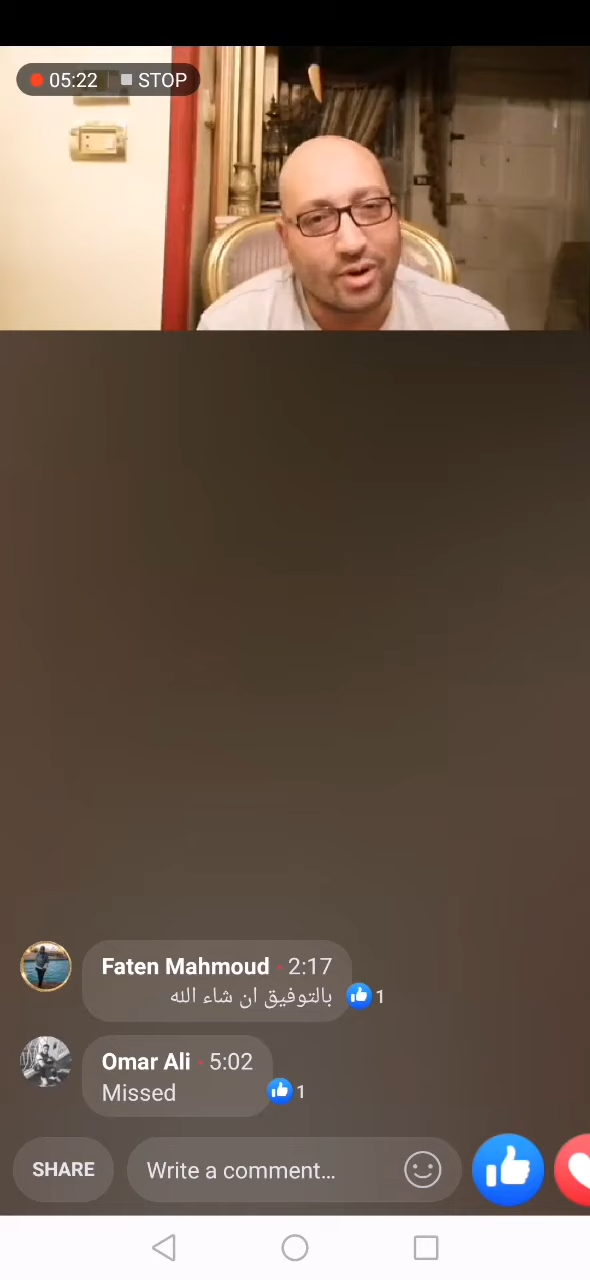 05:22 STOP
Faten Mahmoud • 2:17
بالتوفيق ان شاء الله
1
Omar Ali • 5:02
Missed
1
SHARE
Write a comment...